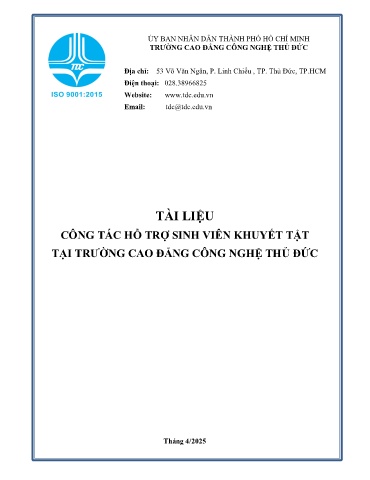 ỦY BAN NHÂN DÂN THÀNH PHỐ HỒ CHÍ MINH
TRƯỜNG CAO ĐẲNG CÔNG NGHỆ THỦ ĐỨC
TDC
ISO 9001:2015
Địa chỉ: 53 Võ Văn Ngân, P. Linh Chiểu , TP. Thủ Đức, TP.HCM
Điện thoại: 028.38966825
Website: www.tdc.edu.vn
Email: tdc@tdc.edu.vn
TÀI LIỆU
CÔNG TÁC HỖ TRỢ SINH VIÊN KHUYẾT TẬT
TẠI TRƯỜNG CAO ĐẲNG CÔNG NGHỆ THỦ ĐỨC
Tháng 4/2025